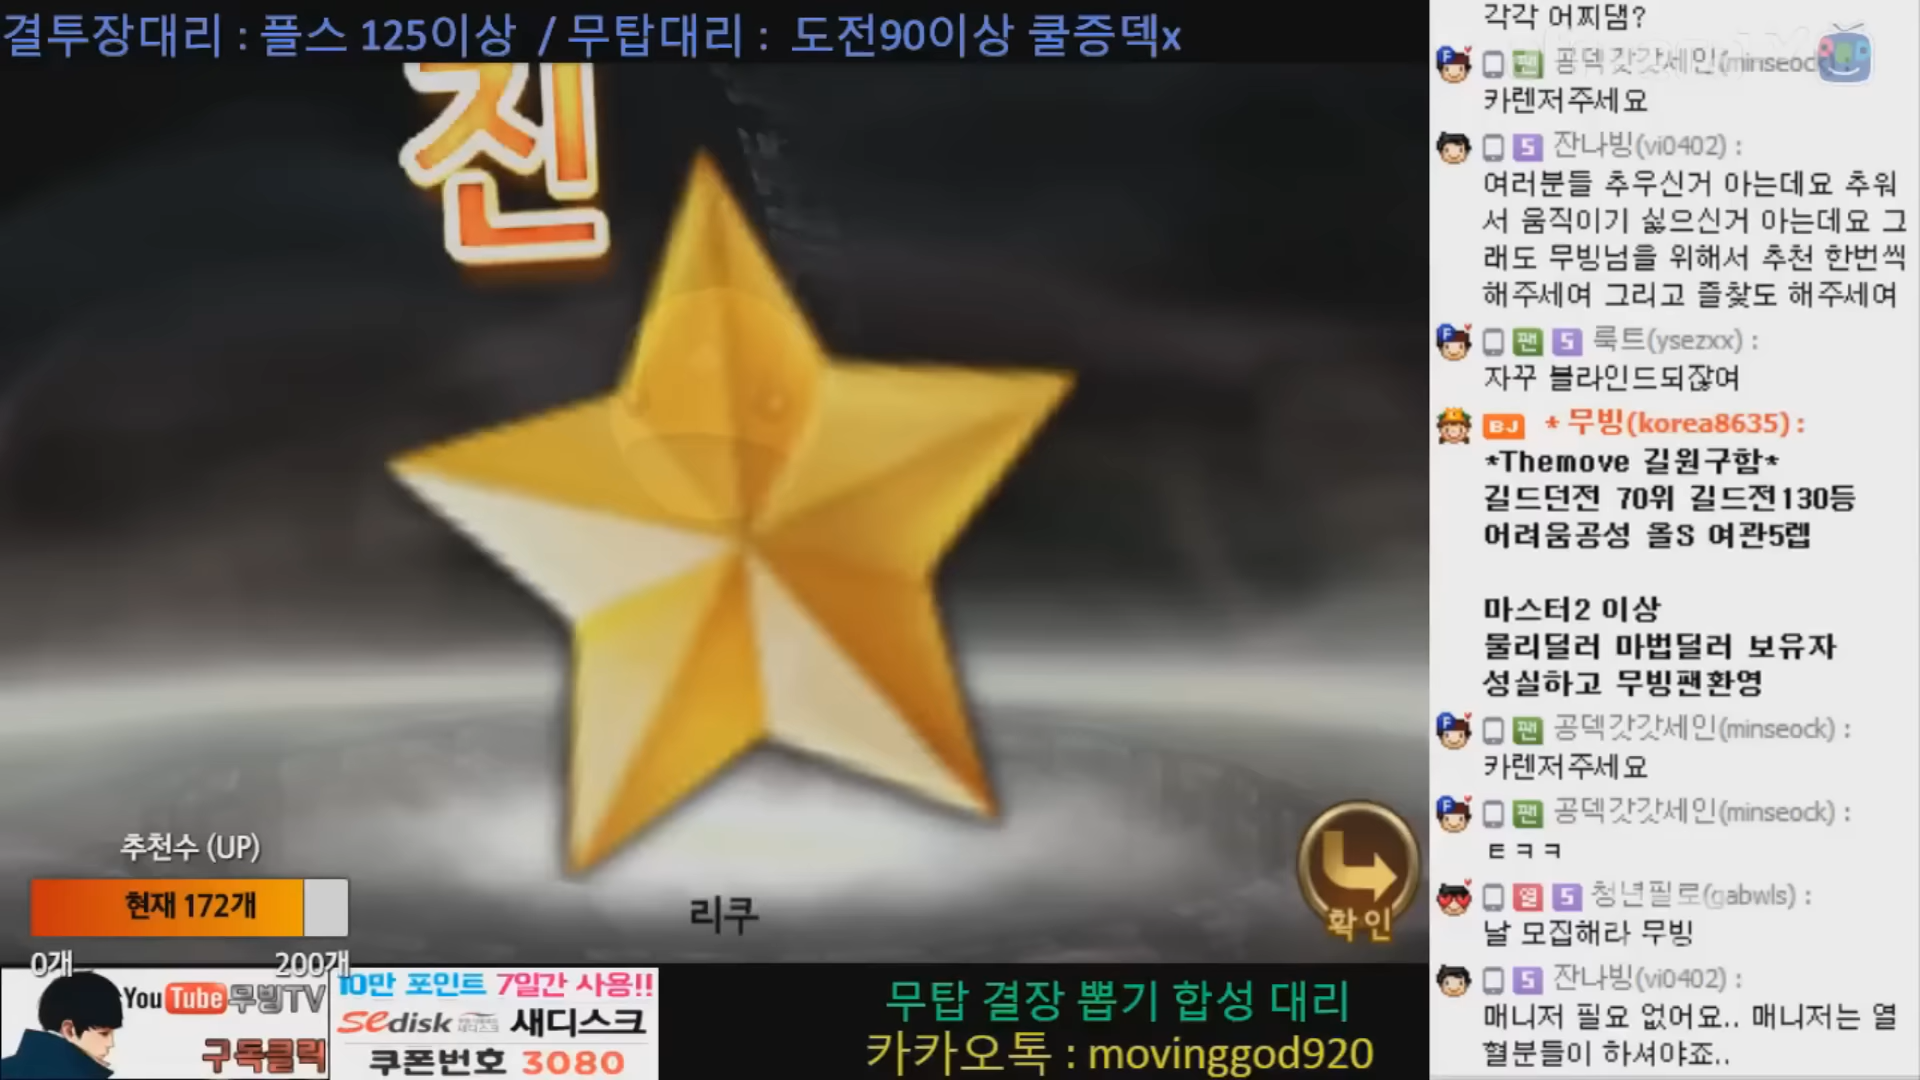 결투장대리 : 플스 125이상 / 무탑대리 : 도전90이상 쿨증덱x
진
리쿠
확인
추천수 (UP)
현재 172개
0개
200개
YouTube 무빙TV
구독클릭
10만 포인트 7일간 사용!!
sedisk 새디스크
쿠폰번호 3080
무탑 결장 뽑기 합성 대리
카카오톡 : movinggod920
각각 어찌댐?
팬 공덱갓갓세인(minseock)
카렌저주세요
5 잔나빙(vi0402) :
여러분들 추우신거 아는데요 추워
서 움직이기 싫으신거 아는데요 그
래도 무빙님을 위해서 추천 한번씩
해주세여 그리고 즐찾도 해주세여
팬 5 룩트(ysezxx) :
자꾸 블라인드되잖여
BJ *무빙(korea8635) :
*Themove 길원구함*
길드던전 70위 길드전130등
어려움공성 올S 여관5렙
마스터2 이상
물리딜러 마법딜러 보유자
성실하고 무빙팬환영
팬 공덱갓갓세인(minseock) :
카렌저주세요
팬 공덱갓갓세인(minseock) :
ㅌㅋㅋ
열 5 청년필로(gabwls) :
날 모집해라 무빙
5 잔나빙(vi0402) :
매니저 필요 없어요.. 매니저는 열
혈분들이 하셔야죠..